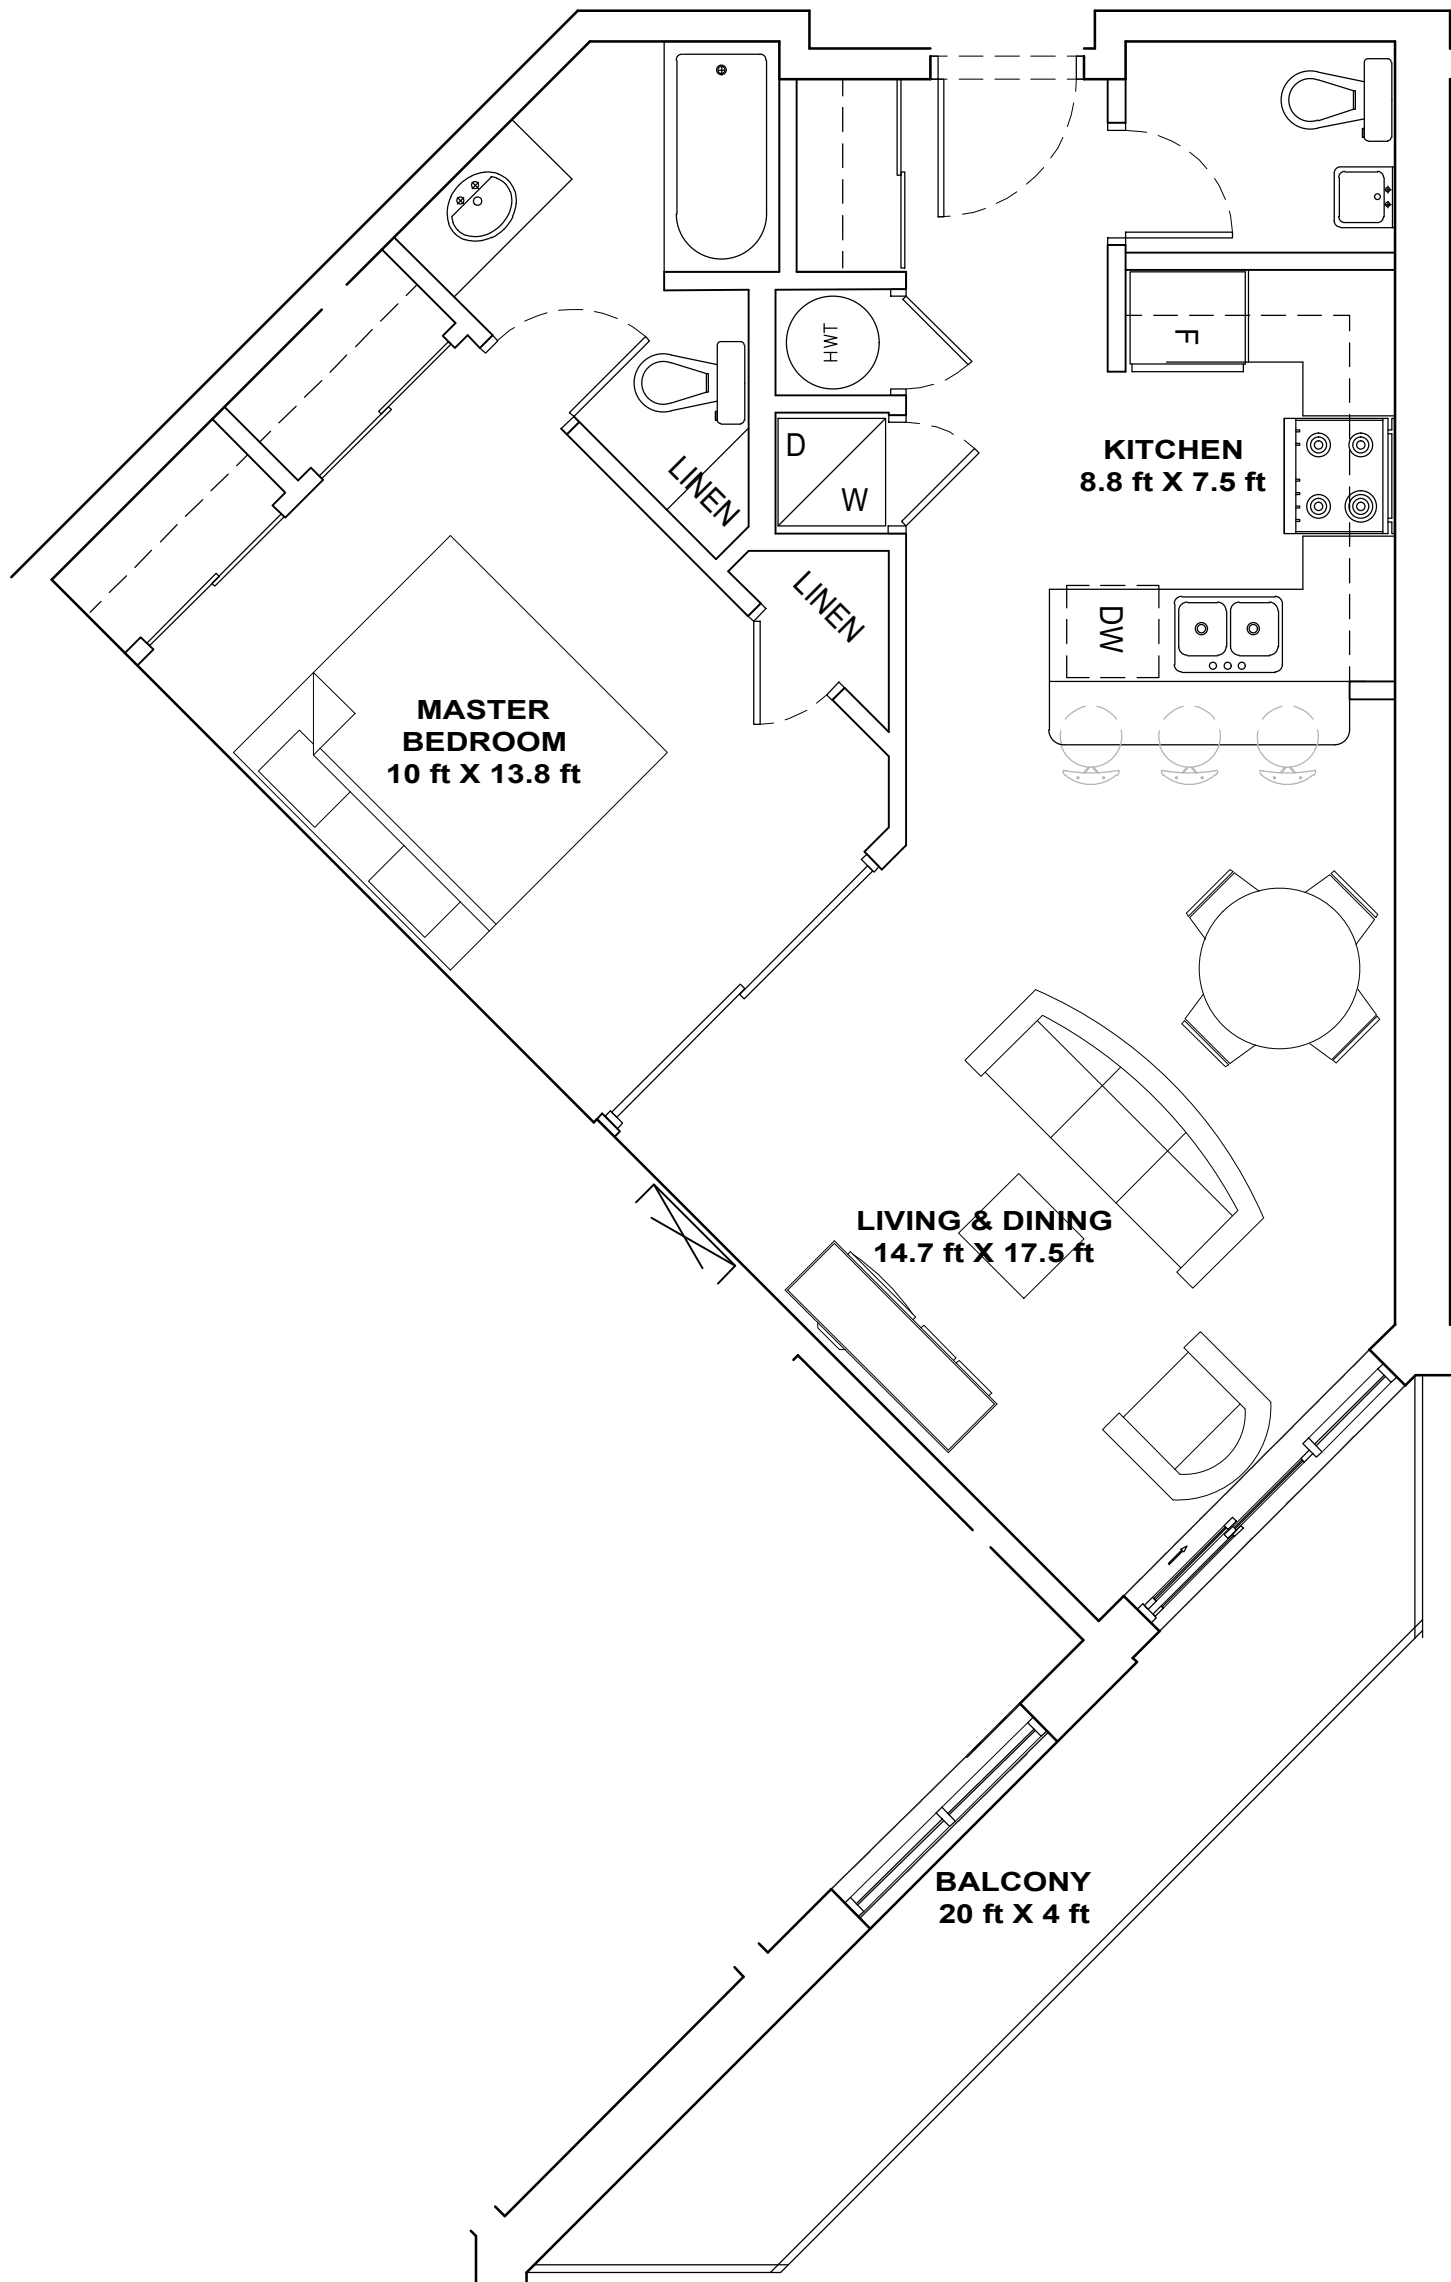 HWT
F
D
W
KITCHEN
8.8 ft X 7.5 ft
LINEN
LINEN
DW
MASTER
BEDROOM
10 ft X 13.8 ft
LIVING & DINING
14.7 ft X 17.5 ft
BALCONY
20 ft X 4 ft